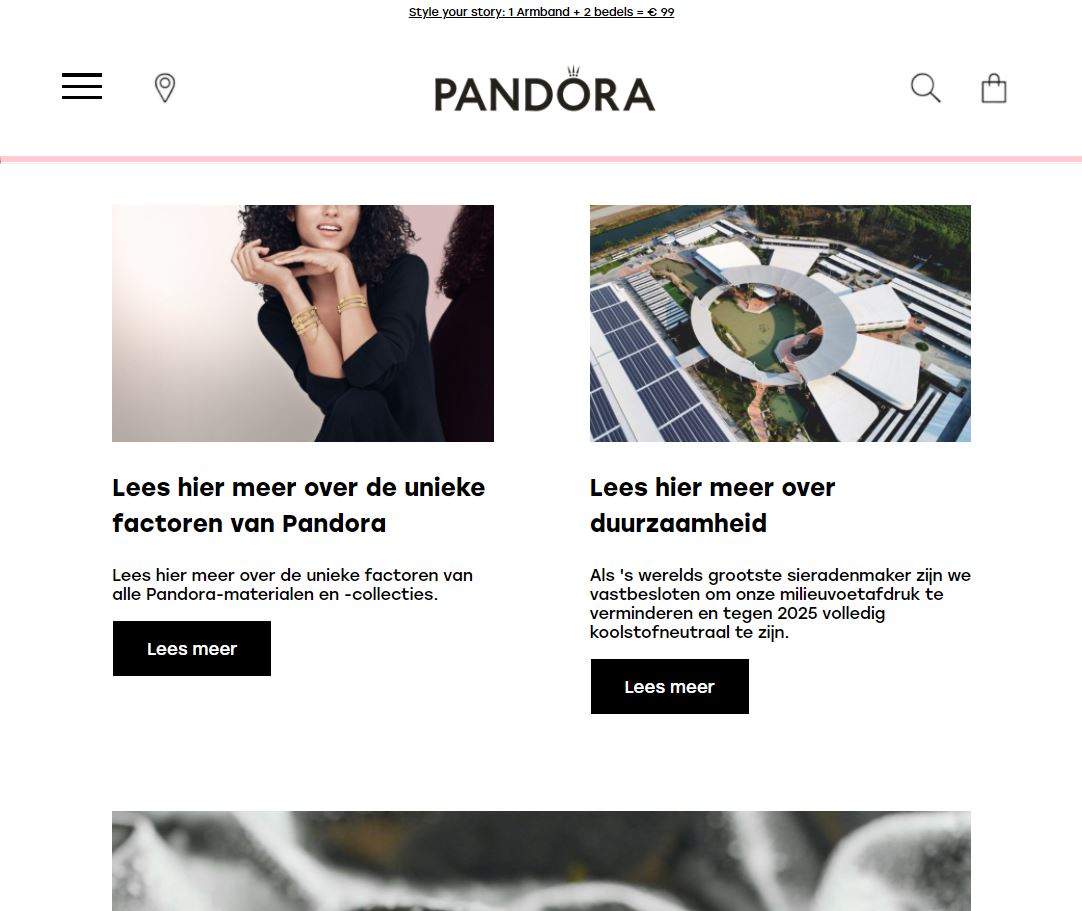 Style your story: 1 Armband + 2 bedels = € 99
PANDORA
Lees hier meer over de unieke
factoren van Pandora
Lees hier meer over de unieke factoren van
alle Pandora-materialen en -collecties.
Lees meer
Lees hier meer over
duurzaamheid
Als 's werelds grootste sieradenmaker zijn we
vastbesloten om onze milieuvoetafdruk te
verminderen en tegen 2025 volledig
koolstofneutraal te zijn.
Lees meer